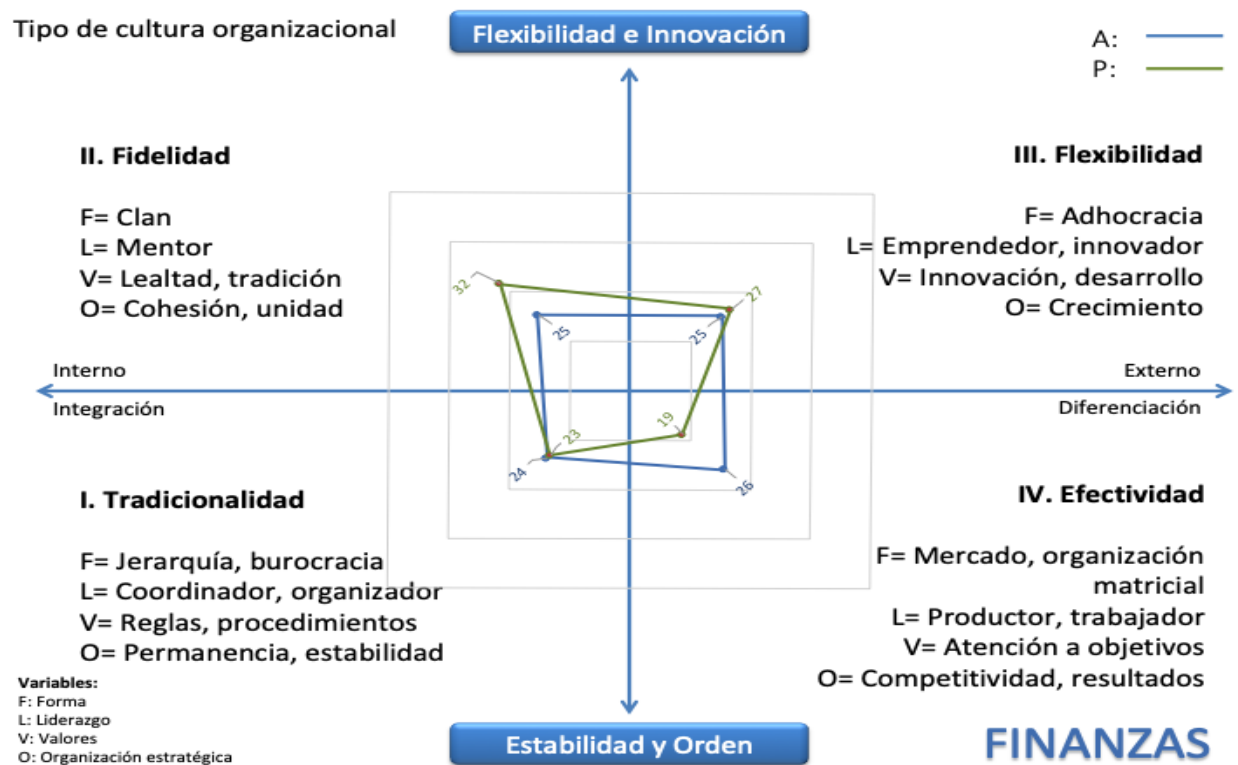 Tipo de cultura organizacional
Flexibilidad e Innovación
A:
P:
II. Fidelidad
F= Clan
L= Mentor
V= Lealtad, tradición
O= Cohesión, unidad
III. Flexibilidad
F= Adhocracia
L= Emprendedor, innovador
V= Innovación, desarrollo
O= Crecimiento
32
27
25
25
Interno
Integración
Externo
Diferenciación
19
23
24
26
I. Tradicionalidad
F= Jerarquía, burocracia
L= Coordinador, organizador
V= Reglas, procedimientos
O= Permanencia, estabilidad
IV. Efectividad
F= Mercado, organización
matricial
L= Productor, trabajador
V= Atención a objetivos
O= Competitividad, resultados
Variables:
F: Forma
L: Liderazgo
V: Valores
O: Organización estratégica
Estabilidad y Orden
FINANZAS